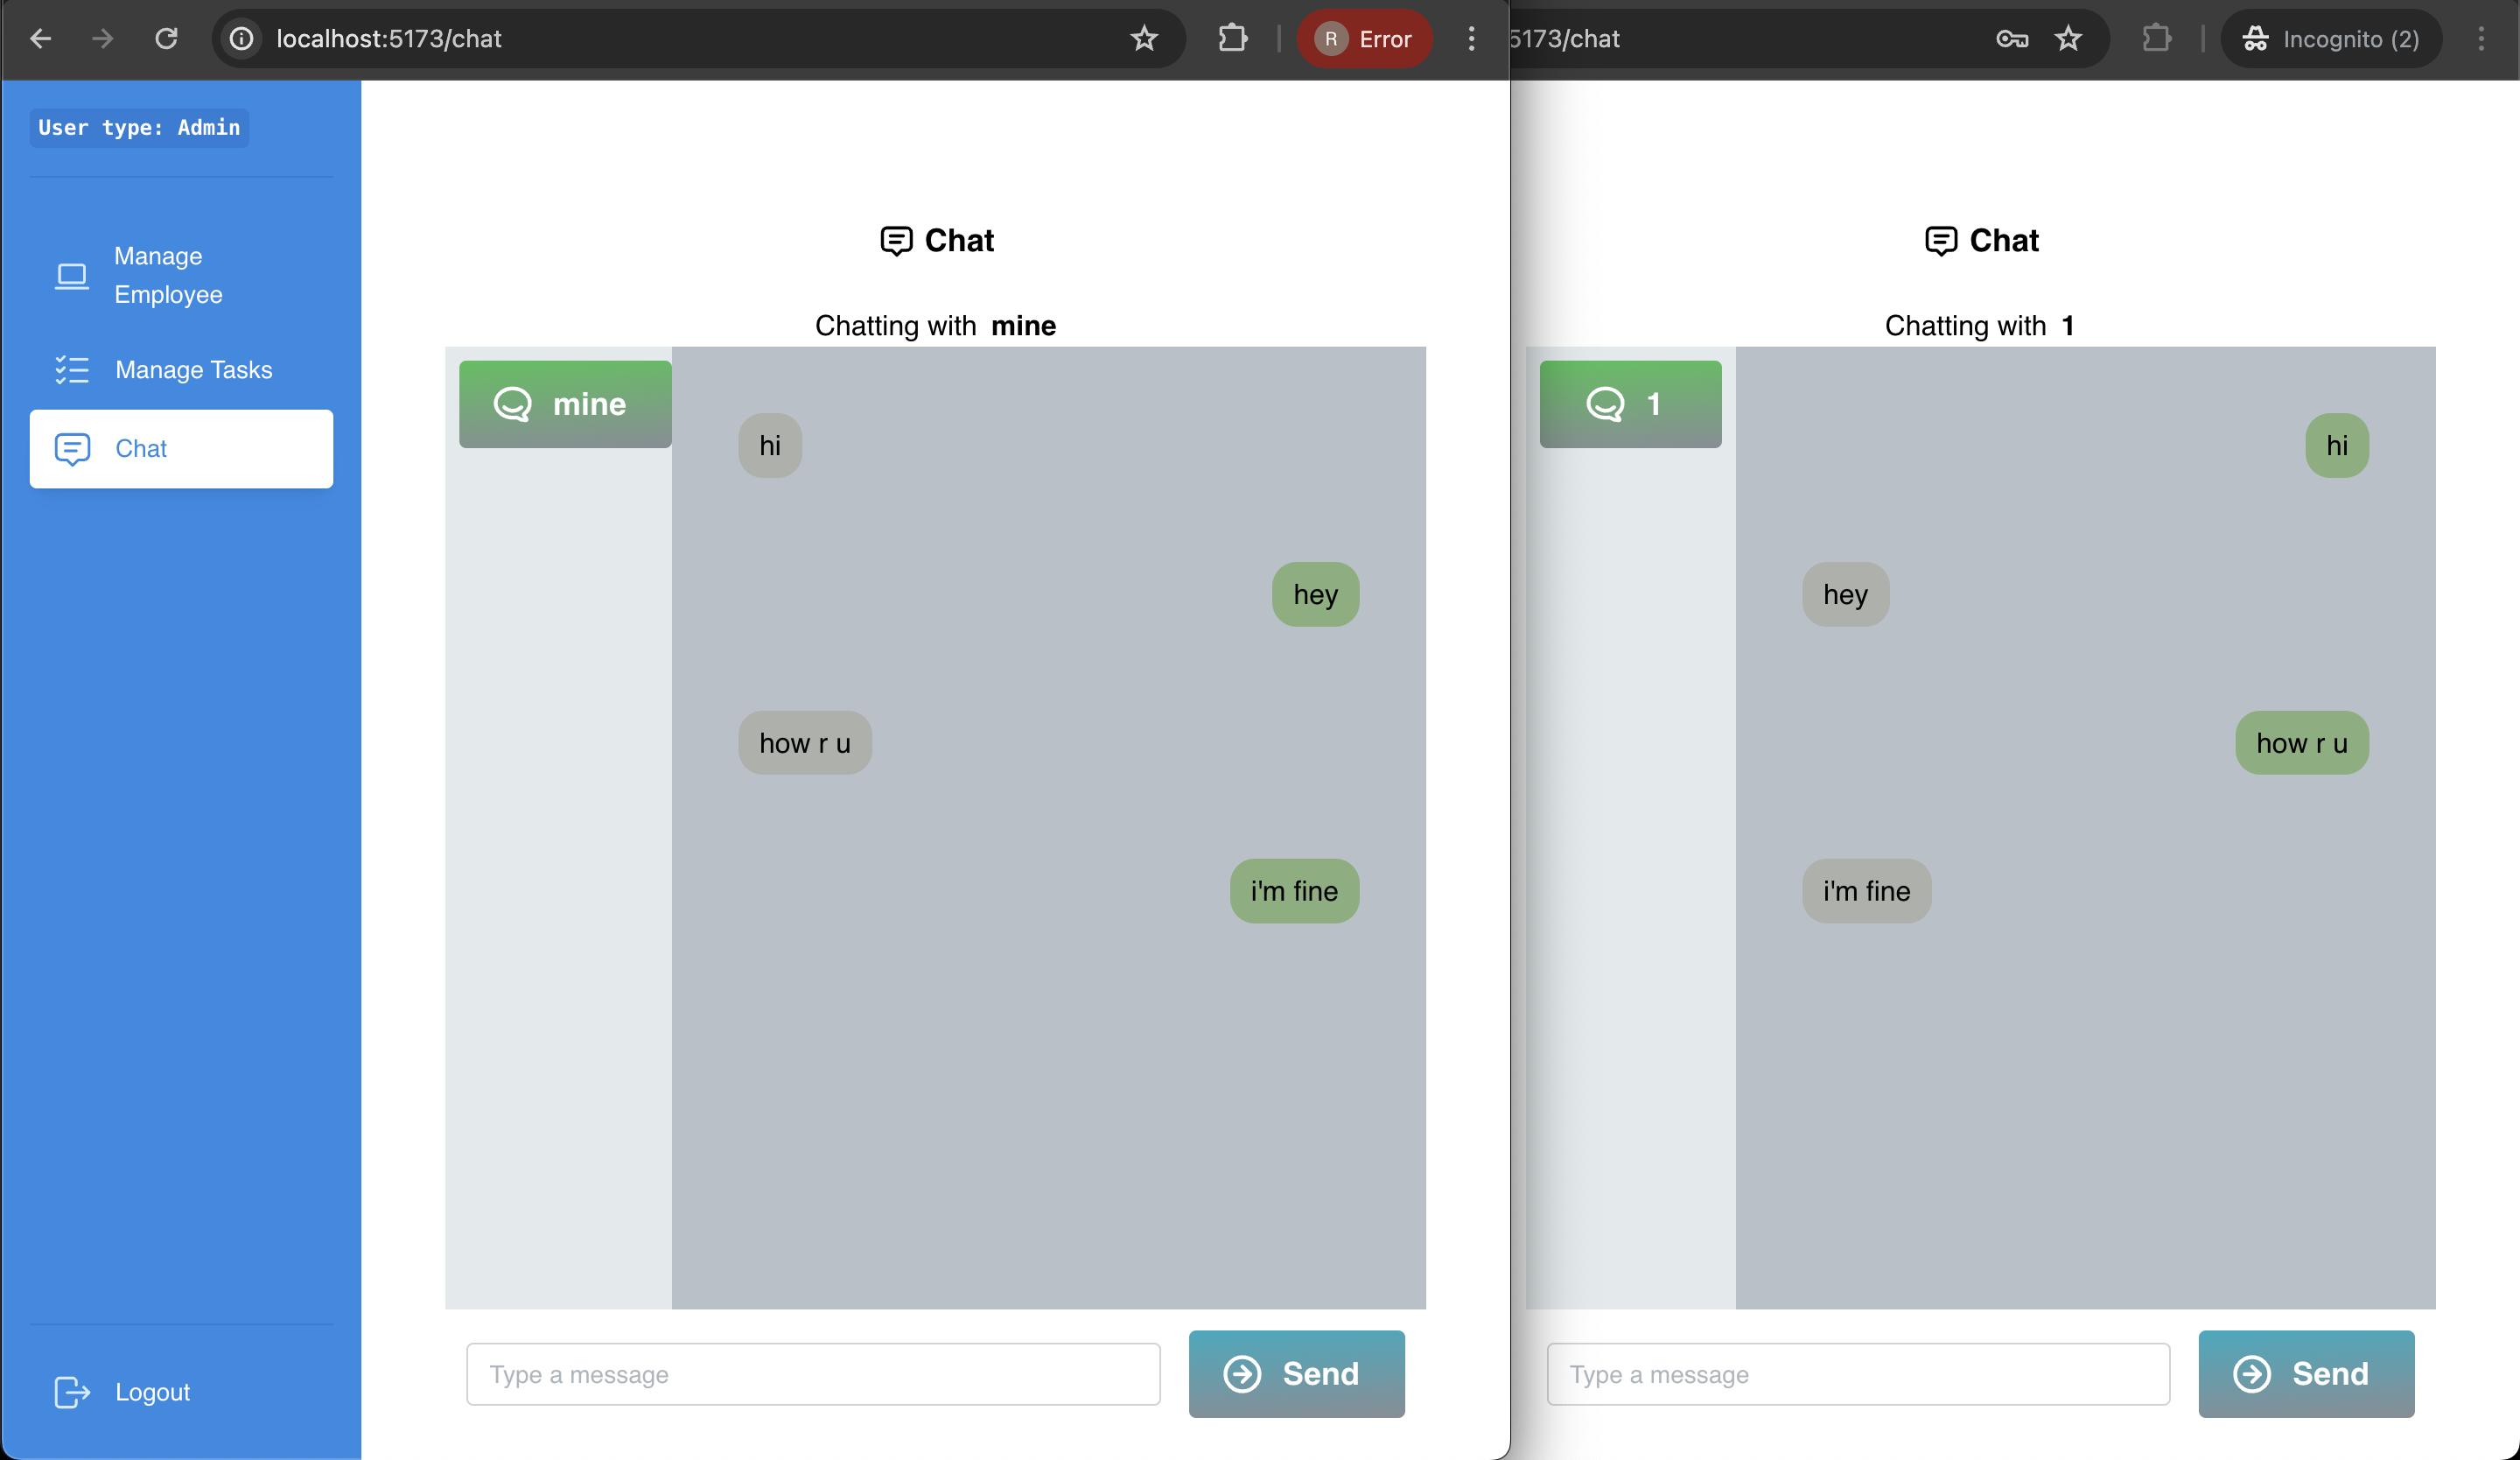 localhost:5173/chat
R Error
5173/chat
Incognito (2)
User type: Admin
Manage
Employee
Manage Tasks
Chat
Logout
Chat
Chatting with mine
mine
hi
hey
how r u
i'm fine
Type a message
Send
Chat
Chatting with 1
1
hi
hey
how r u
i'm fine
Type a message
Send